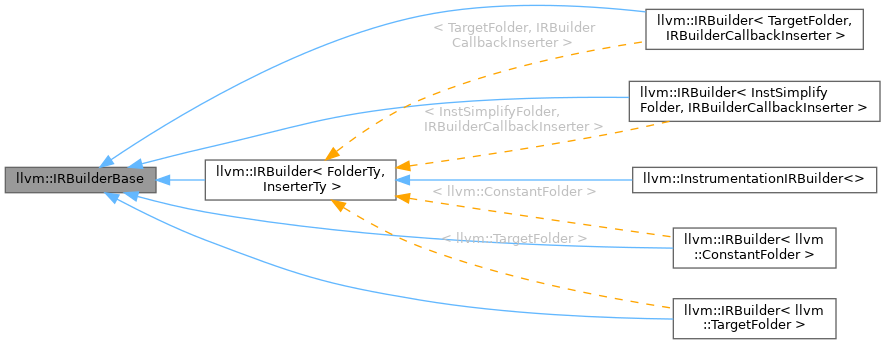 llvm::IRBuilder< TargetFolder,
IRBuilderCallbackInserter >
< TargetFolder, IRBuilder
CallbackInserter >
llvm::IRBuilder< InstSimplify
Folder, IRBuilderCallbackInserter >
< InstSimplifyFolder,
IRBuilderCallbackInserter >
llvm::IRBuilderBase
llvm::IRBuilder< FolderTy,
InserterTy >
llvm::InstrumentationIRBuilder<>
< llvm::ConstantFolder >
llvm::IRBuilder< llvm
::ConstantFolder >
< llvm::TargetFolder >
llvm::IRBuilder< llvm
::TargetFolder >